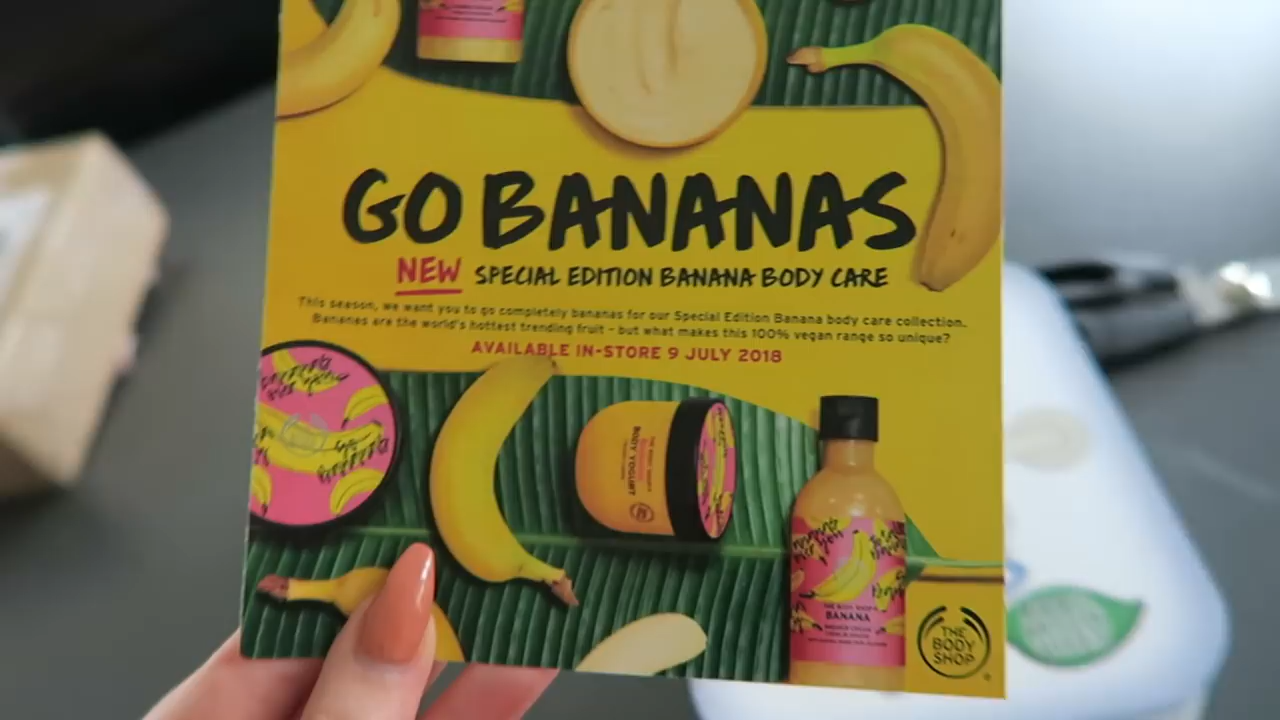 GO BANANAS
NEW SPECIAL EDITION BANANA BODY CARE
This season, we want you to go completely bananas for our Special Edition Banana body care collection.
Bananas are the world's hottest trending fruit - but what makes this 100% vegan range so unique?
AVAILABLE IN-STORE 9 JULY 2018
BODY YOGURT
THE BODY SHOP®
BANANA
SHOWER CREAM
THE
BODY
SHOP